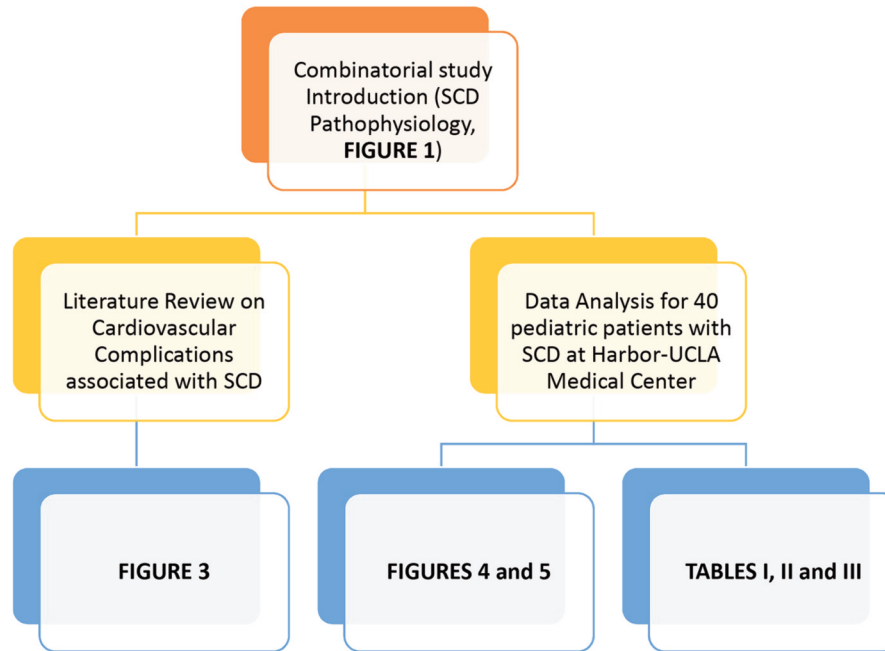 Combinatorial study
Introduction (SCD
Pathophysiology,
FIGURE 1)
Literature Review on
Cardiovascular
Complications
associated with SCD
Data Analysis for 40
pediatric patients with
SCD at Harbor-UCLA
Medical Center
FIGURE 3
FIGURES 4 and 5
TABLES I, II and III